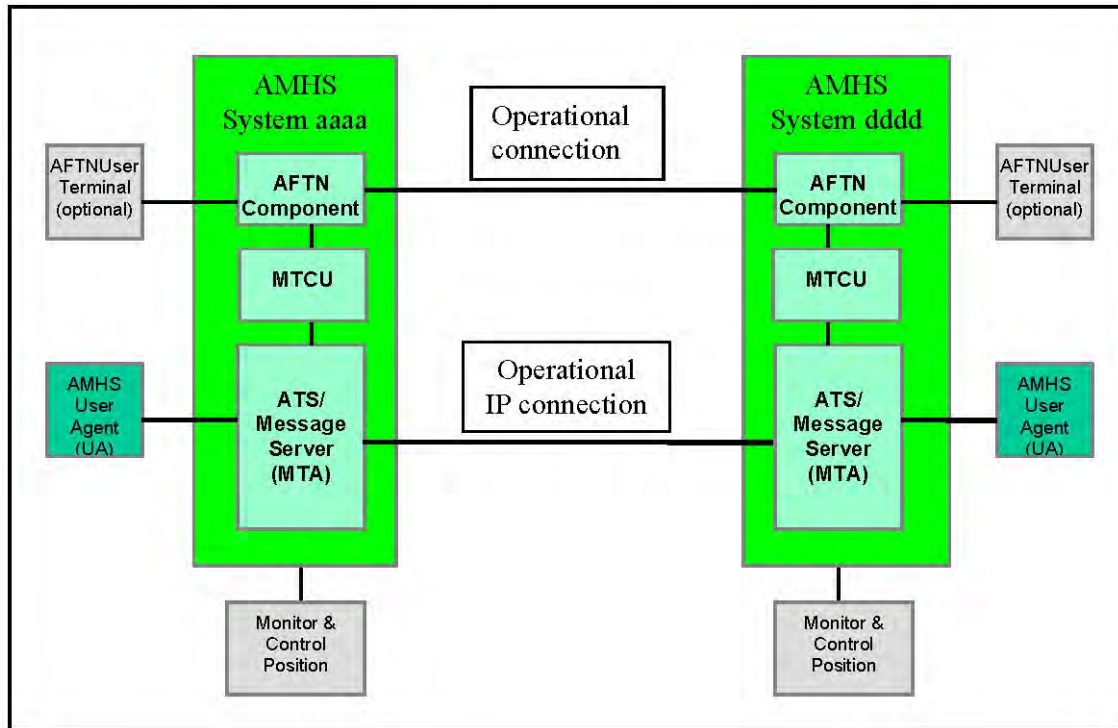 AMHS
System aaaa
AFTNUser
Terminal
(optional)
AFTN
Component
MTCU
AMHS
User
Agent
(UA)
ATS/
Message
Server
(MTA)
Monitor &
Control
Position
Operational
connection
Operational
IP connection
AMHS
System dddd
AFTN
Component
AFTNUser
Terminal
(optional)
MTCU
ATS/
Message
Server
(MTA)
AMHS
User
Agent
(UA)
Monitor &
Control
Position